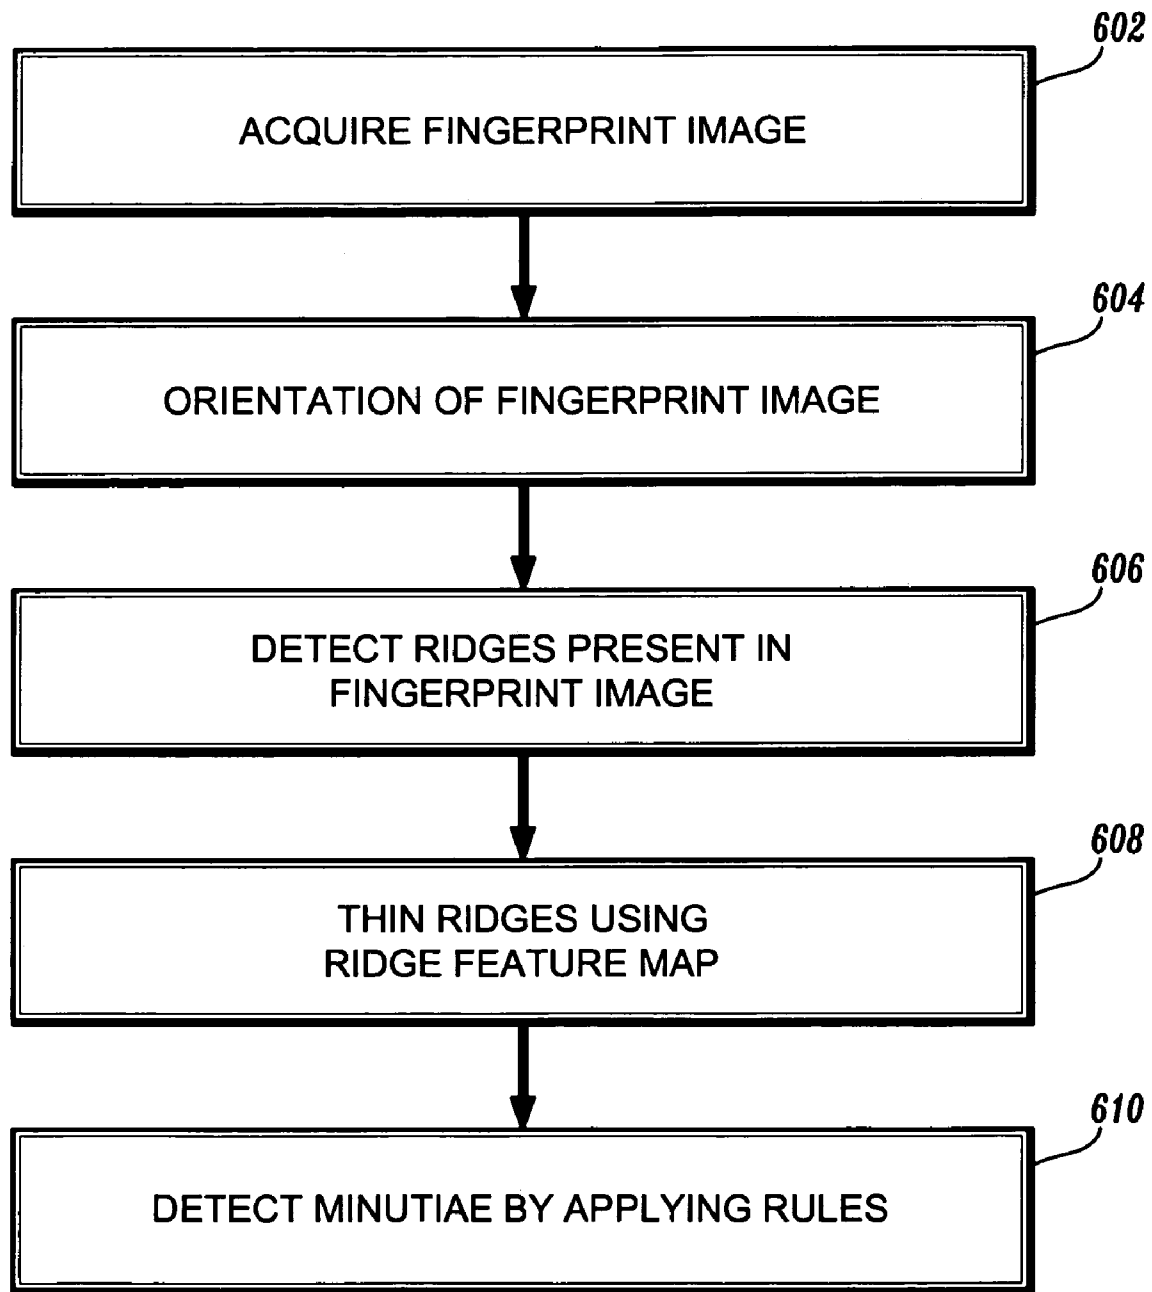 602
ACQUIRE FINGERPRINT IMAGE
604
ORIENTATION OF FINGERPRINT IMAGE
606
DETECT RIDGES PRESENT IN
FINGERPRINT IMAGE
608
THIN RIDGES USING
RIDGE FEATURE MAP
610
DETECT MINUTIAE BY APPLYING RULES